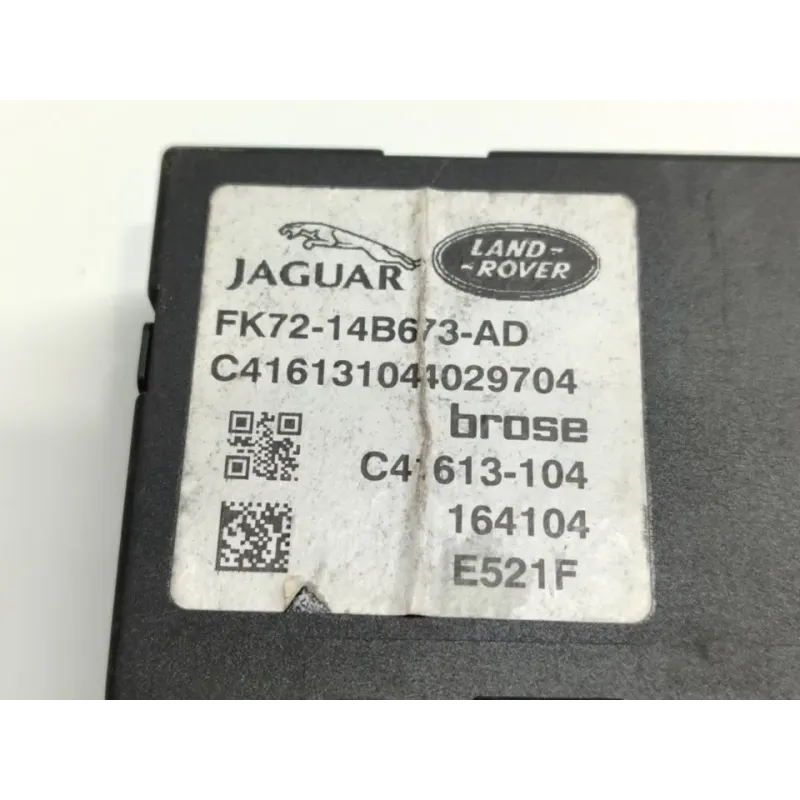 JAGUAR
LAND-
-ROVER
FK72-14B673-AD
C416131044029704
brose
C41613-104
164104
E521F